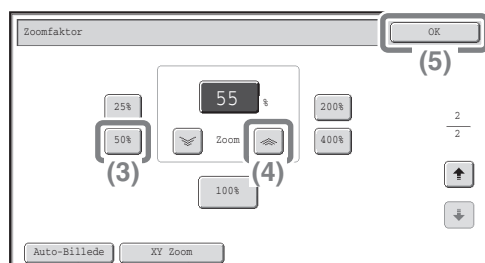 Zoomfaktor
OK
(5)
55 %
25%
200%
50%
Zoom
400%
(3)
(4)
100%
2
2
Auto-Billede
XY Zoom